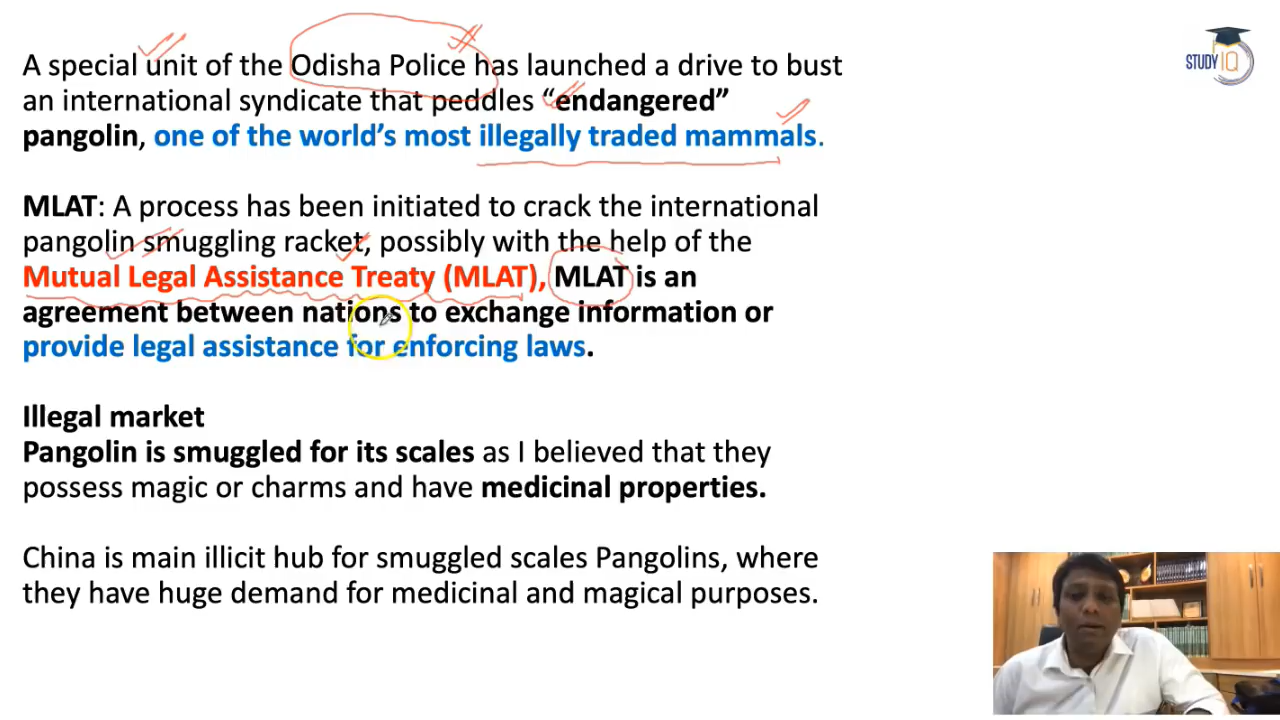 A special unit of the Odisha Police has launched a drive to bust
an international syndicate that peddles “endangered”
pangolin, one of the world’s most illegally traded mammals.
MLAT: A process has been initiated to crack the international
pangolin smuggling racket, possibly with the help of the
Mutual Legal Assistance Treaty (MLAT), MLAT is an
agreement between nations to exchange information or
provide legal assistance for enforcing laws.
Illegal market
Pangolin is smuggled for its scales as I believed that they
possess magic or charms and have medicinal properties.
China is main illicit hub for smuggled scales Pangolins, where
they have huge demand for medicinal and magical purposes.
STUDY IQ